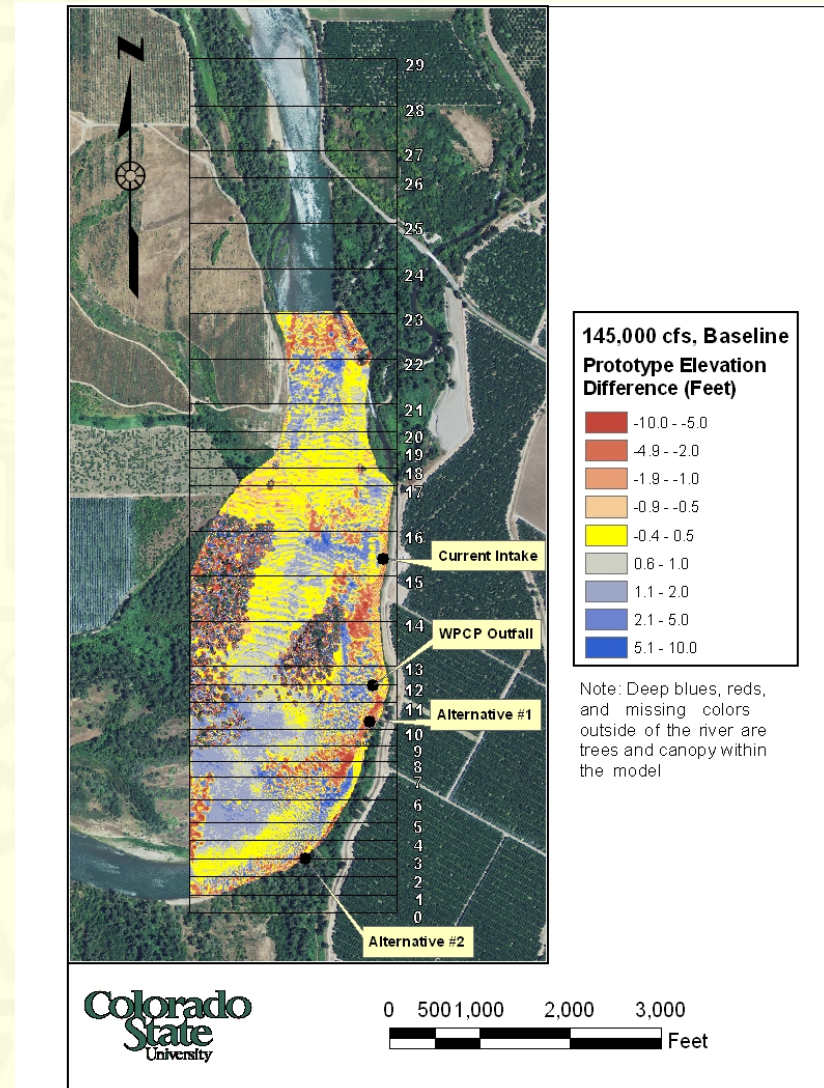 N
29
28
27
26
25
24
23
22
21
20
19
18
17
16
Current Intake
15
14
WPCP Outfall
13
12
11
Alternative #1
10
9
8
7
6
5
4
3
2
1
0
Alternative #2
145,000 cfs, Baseline
Prototype Elevation
Difference (Feet)
-10.0 - -5.0
-4.9 - -2.0
-1.9 - -1.0
-0.9 - -0.5
-0.4 - 0.5
0.6 - 1.0
1.1 - 2.0
2.1 - 5.0
5.1 - 10.0
Note: Deep blues, reds,
and missing colors
outside of the river are
trees and canopy within
the model
Colorado
State
University
0 500 1,000 2,000 3,000
Feet